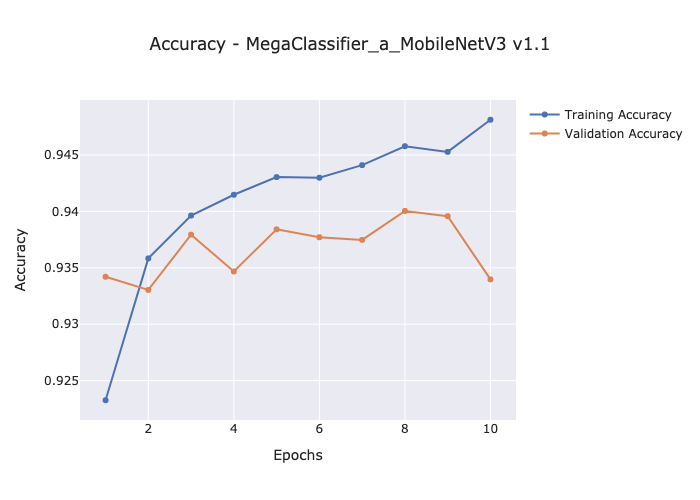 Accuracy - MegaClassifier_a_MobileNetV3 v1.1
Training Accuracy
Validation Accuracy
Accuracy
0.945
0.94
0.935
0.93
0.925
2 4 6 8 10
Epochs